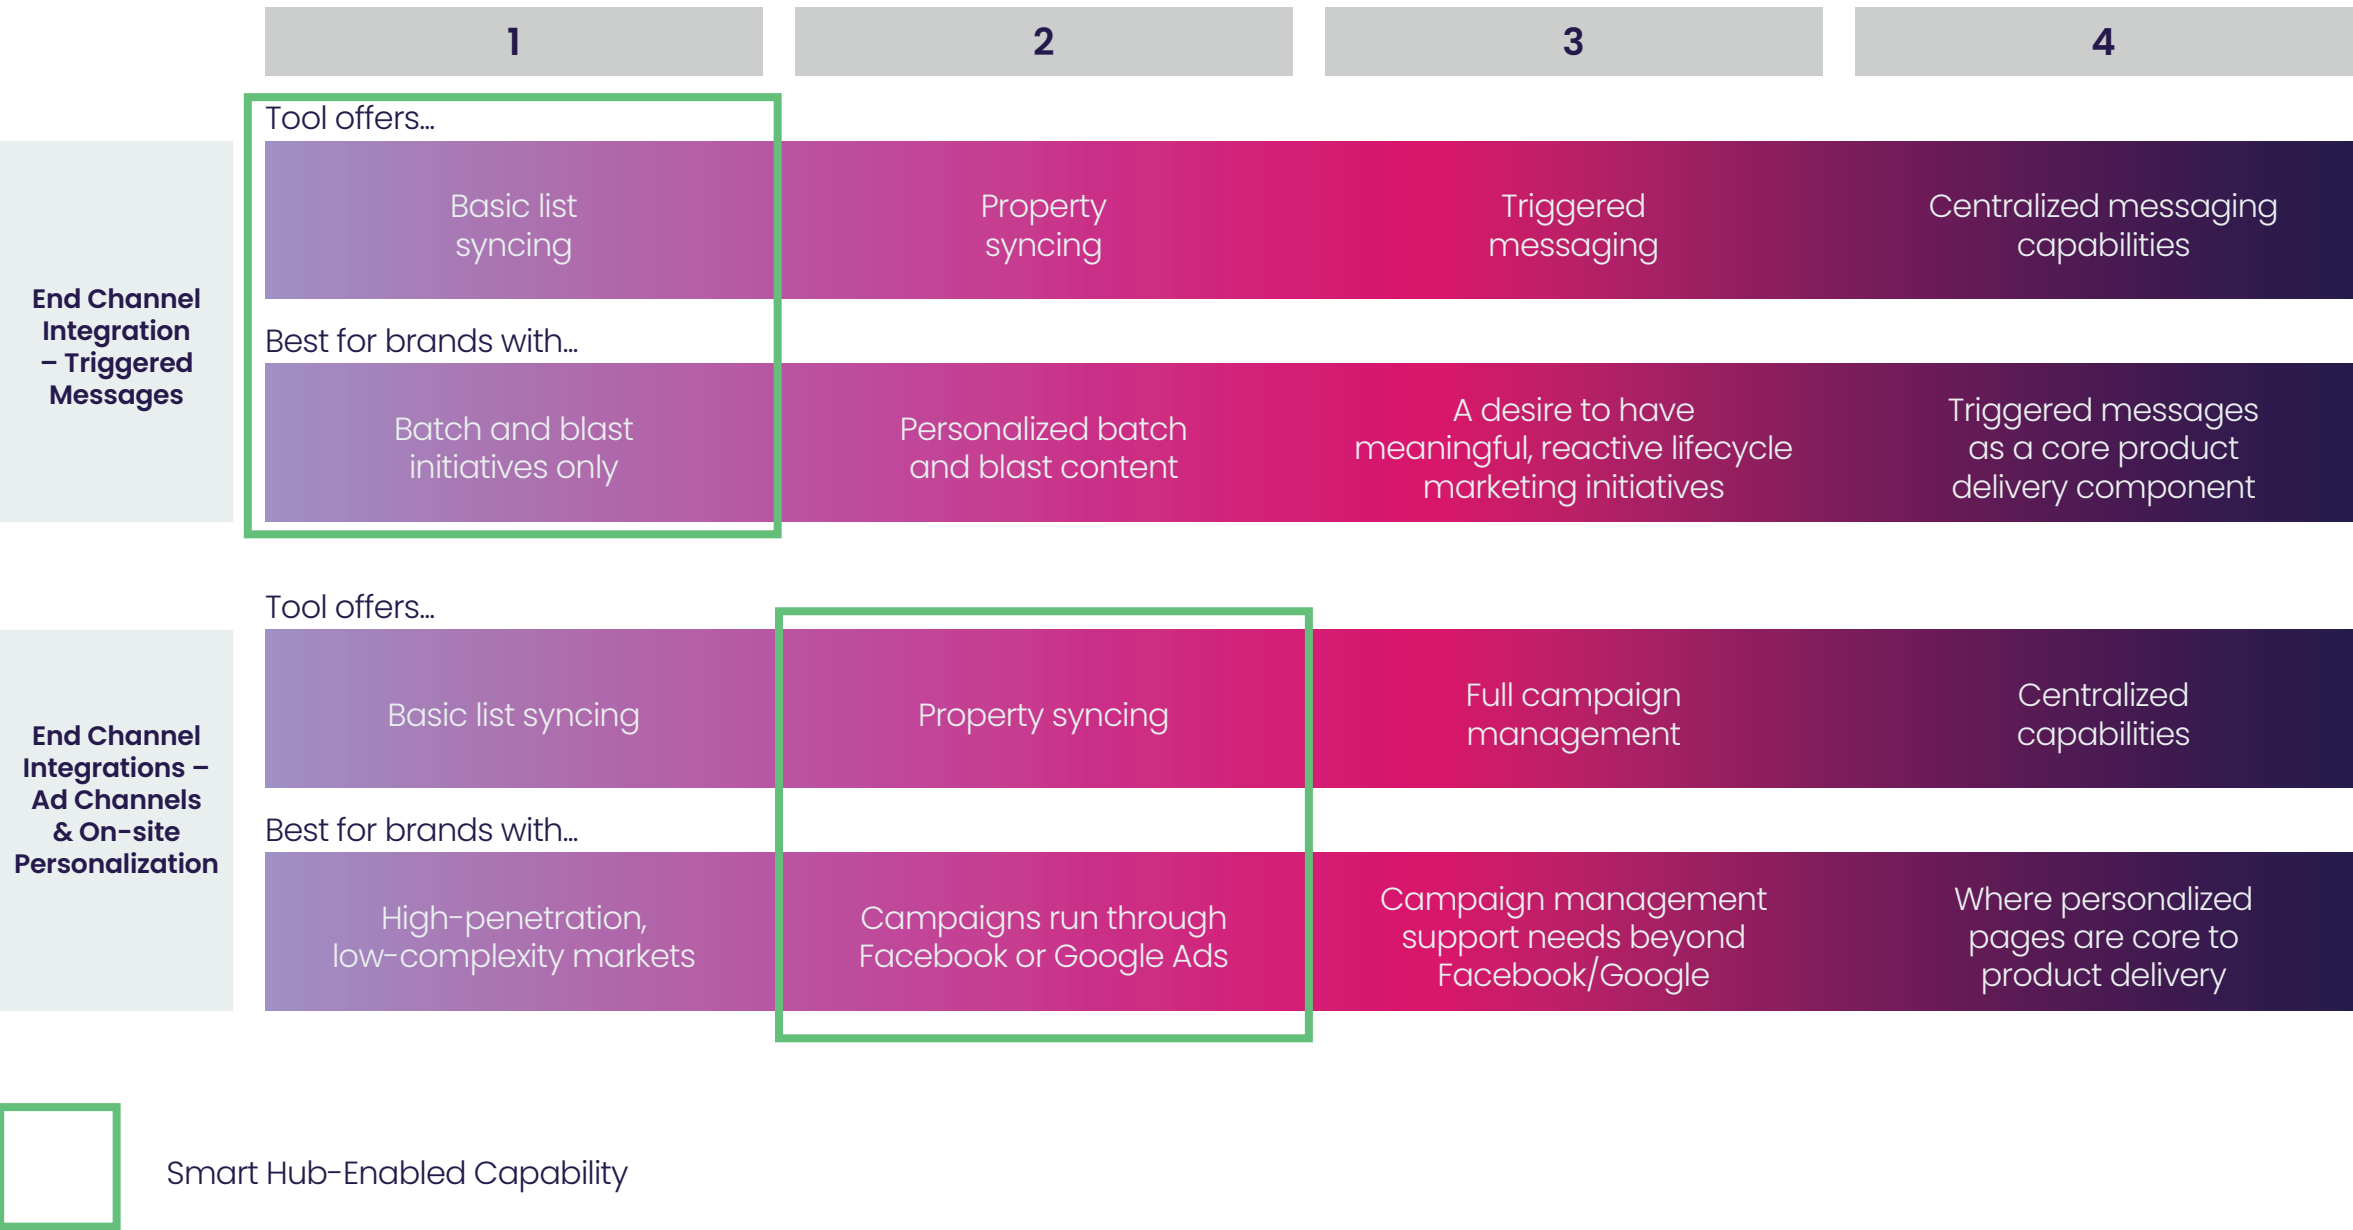 1
2
3
4
End Channel
Integration
– Triggered
Messages
Tool offers…
Basic list
syncing
Property
syncing
Triggered
messaging
Centralized messaging
capabilities
Best for brands with…
Batch and blast
initiatives only
Personalized batch
and blast content
A desire to have
meaningful, reactive lifecycle
marketing initiatives
Triggered messages
as a core product
delivery component
End Channel
Integrations –
Ad Channels
& On-site
Personalization
Tool offers…
Basic list syncing
Property syncing
Full campaign
management
Centralized
capabilities
Best for brands with…
High-penetration,
low-complexity markets
Campaigns run through
Facebook or Google Ads
Campaign management
support needs beyond
Facebook/Google
Where personalized
pages are core to
product delivery
Smart Hub-Enabled Capability